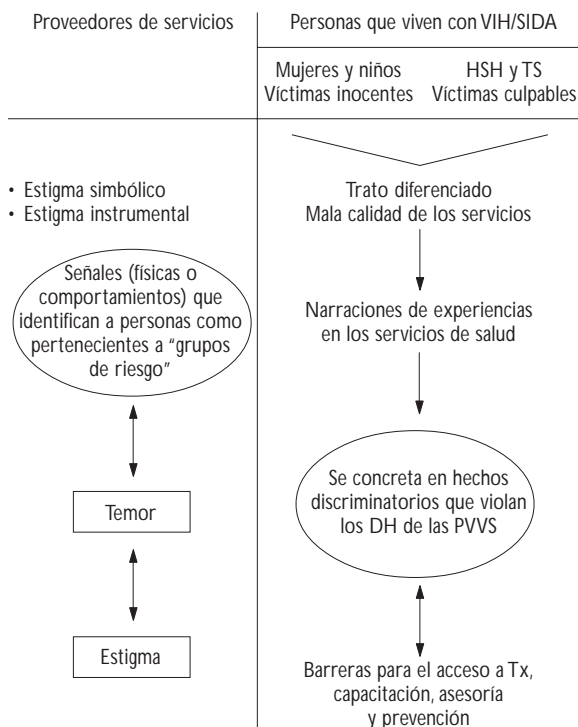 Proveedores de servicios
Personas que viven con VIH/SIDA
Mujeres y niños
Víctimas inocentes
HSH y TS
Víctimas culpables
• Estigma simbólico
• Estigma instrumental
Señales (físicas o
comportamientos) que
identifican a personas como
pertenecientes a "grupos
de riesgo"
Temor
Estigma
Trato diferenciado
Mala calidad de los servicios
Narraciones de experiencias
en los servicios de salud
Se concreta en hechos
discriminatorios que violan
los DH de las PVVS
Barreras para el acceso a Tx,
capacitación, asesoría
y prevención